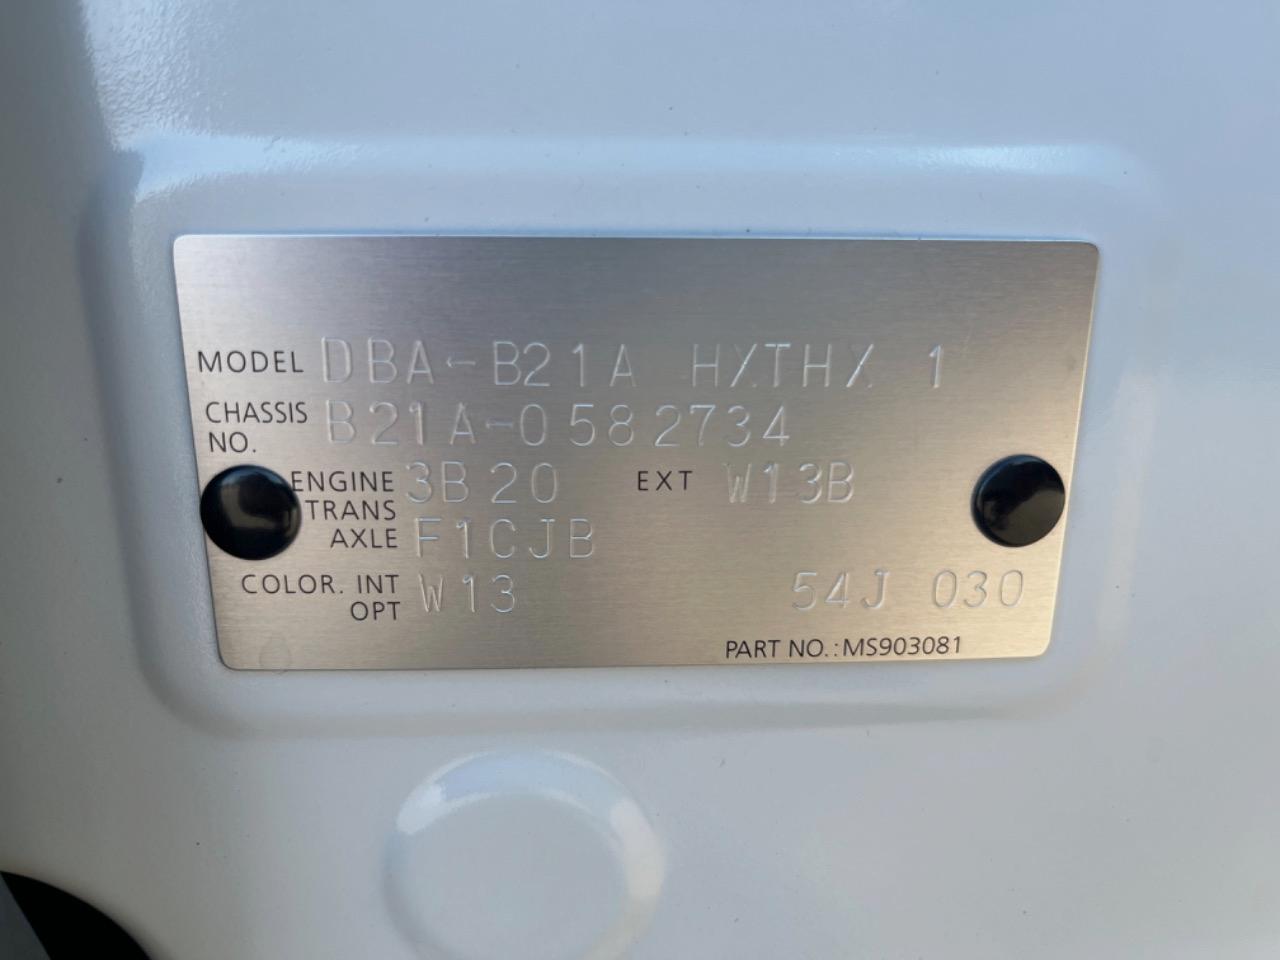 MODEL DBA-B21A HXTHX 1
CHASSIS NO. B21A-0582734
ENGINE 3B20 EXT W13B
TRANS AXLE F1CJB
COLOR. INT OPT W13 54J 030
PART NO.: MS903081